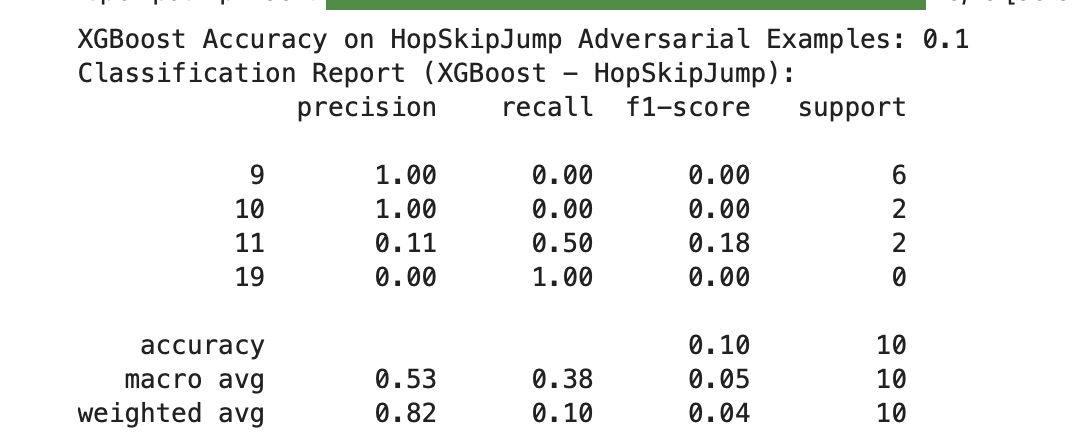 XGBoost Accuracy on HopSkipJump Adversarial Examples: 0.1
Classification Report (XGBoost – HopSkipJump):
precision recall f1-score support
9 1.00 0.00 0.00 6
10 1.00 0.00 0.00 2
11 0.11 0.50 0.18 2
19 0.00 1.00 0.00 0
accuracy 0.10 10
macro avg 0.53 0.38 0.05 10
weighted avg 0.82 0.10 0.04 10